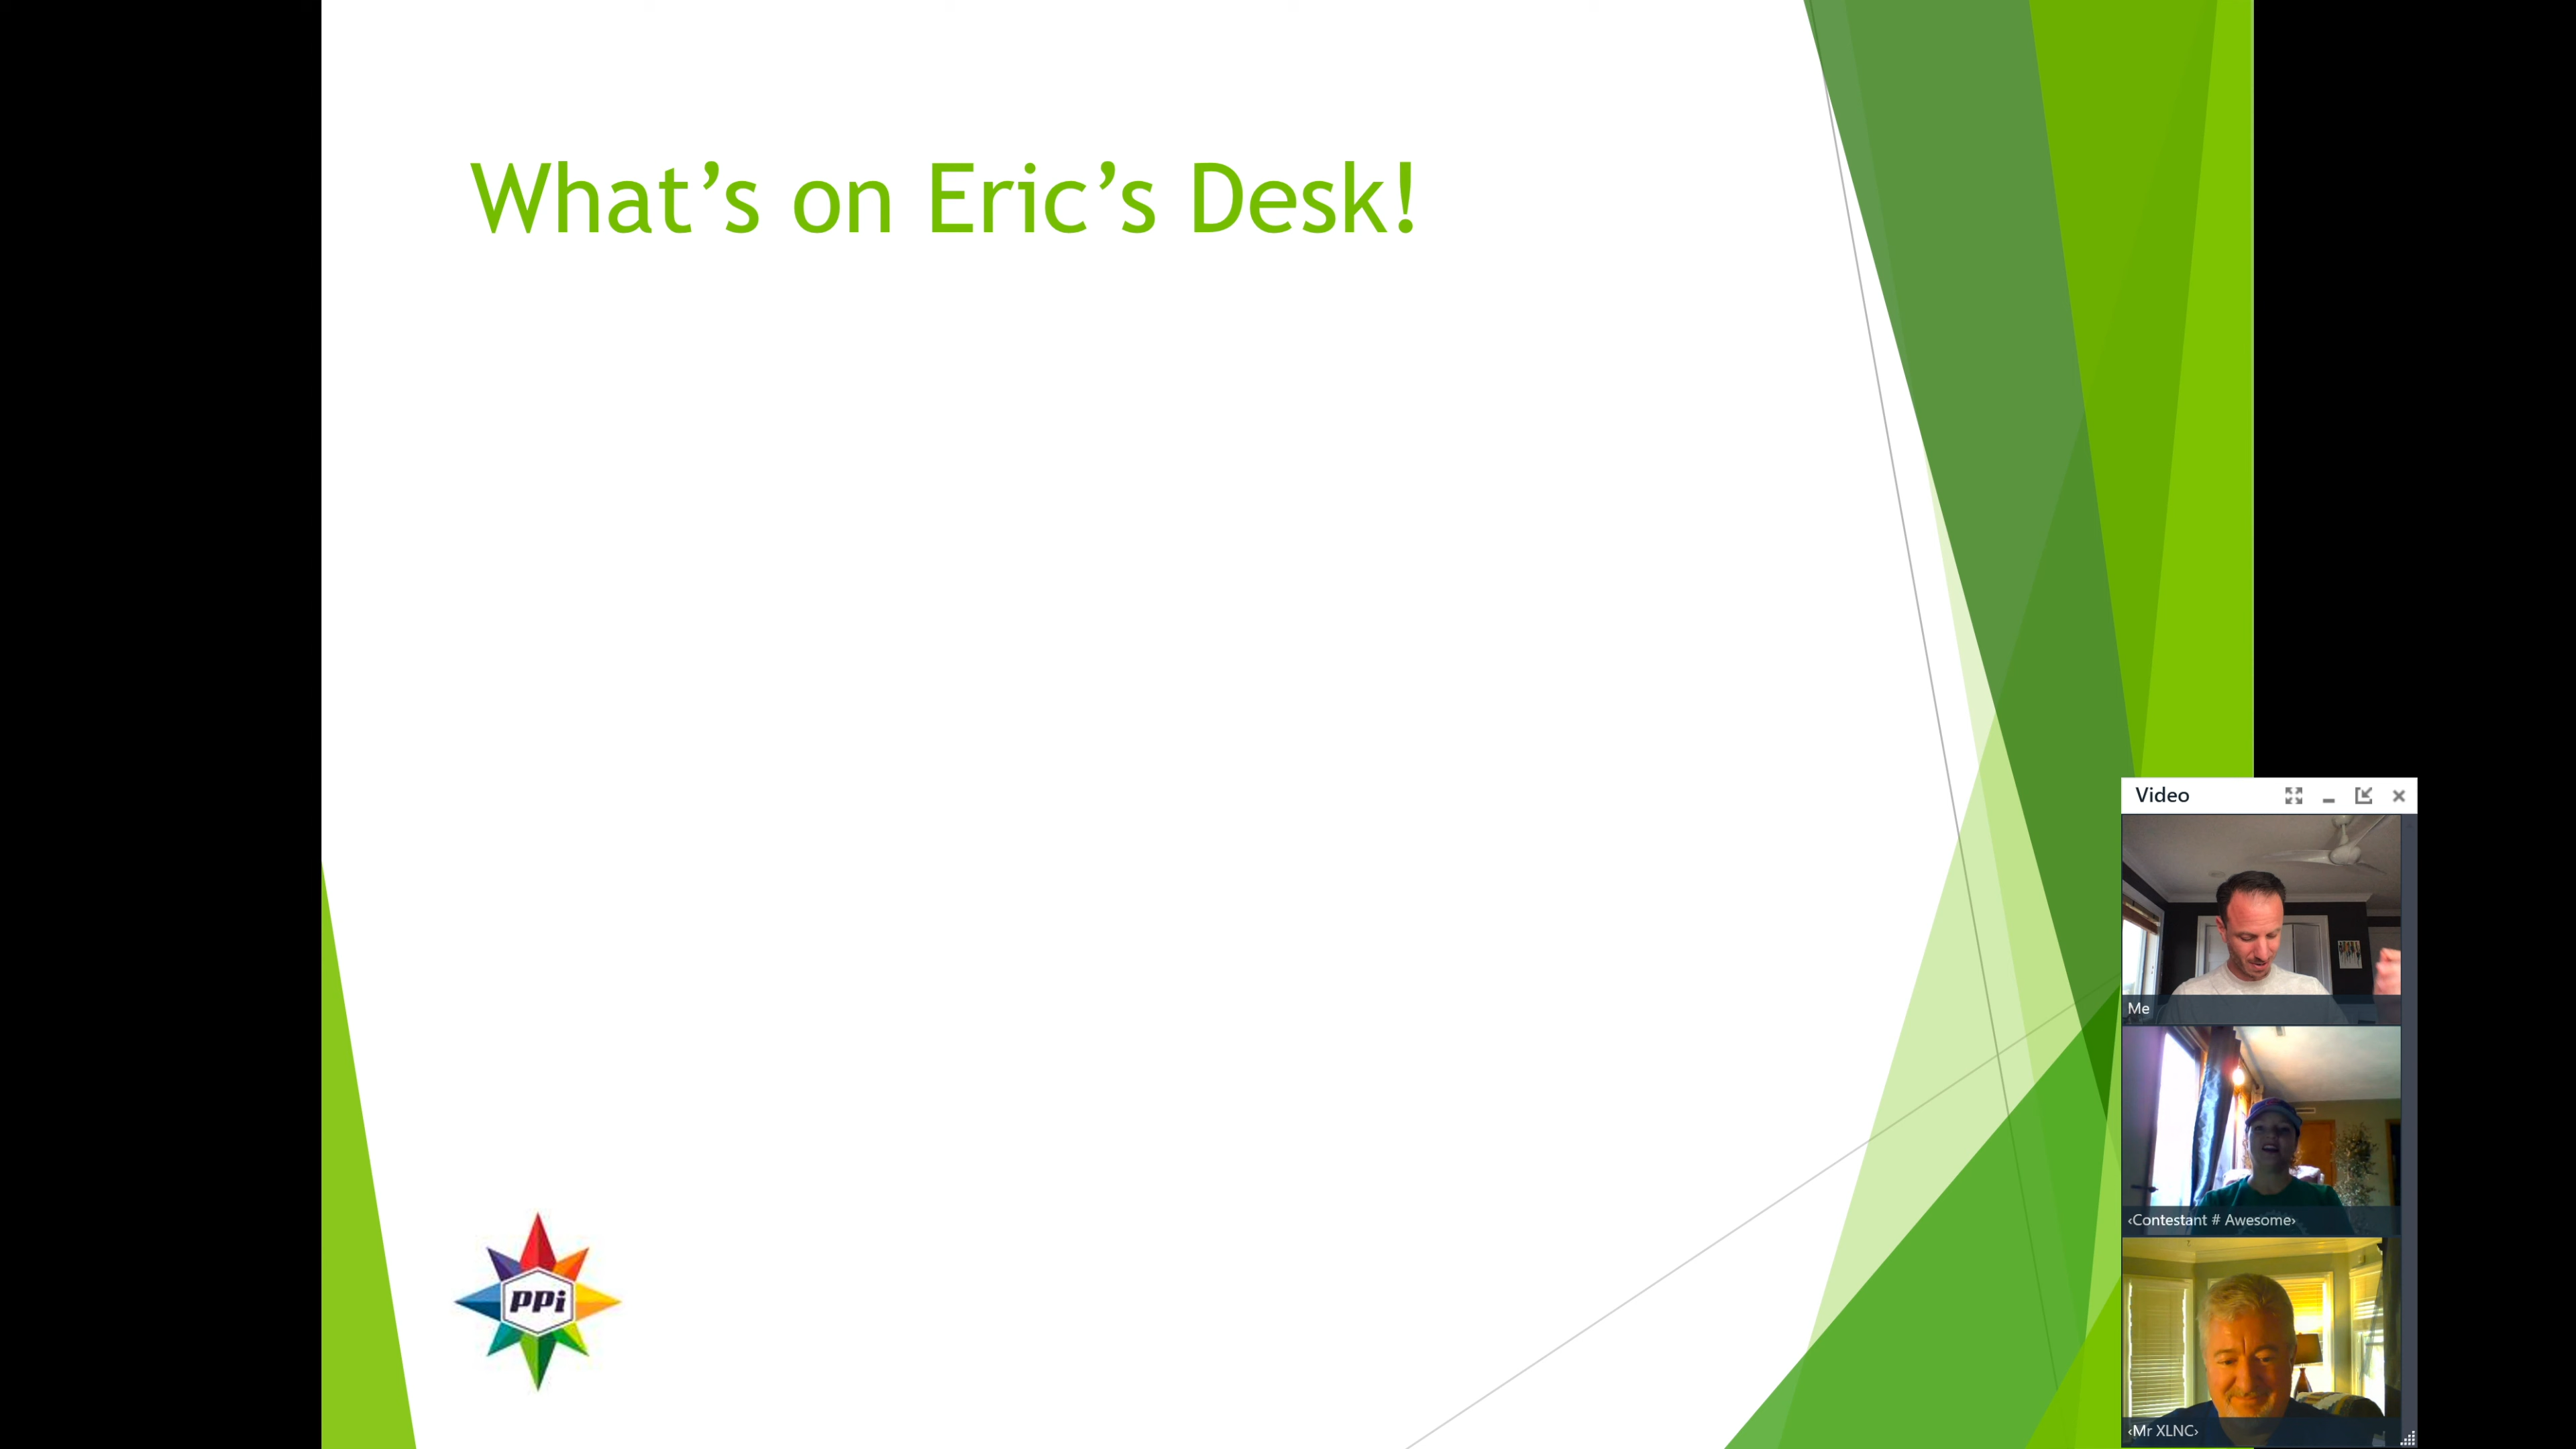 What’s on Eric’s Desk!
Video
Me
‹Contestant # Awesome›
‹Mr XLNC›
PPi